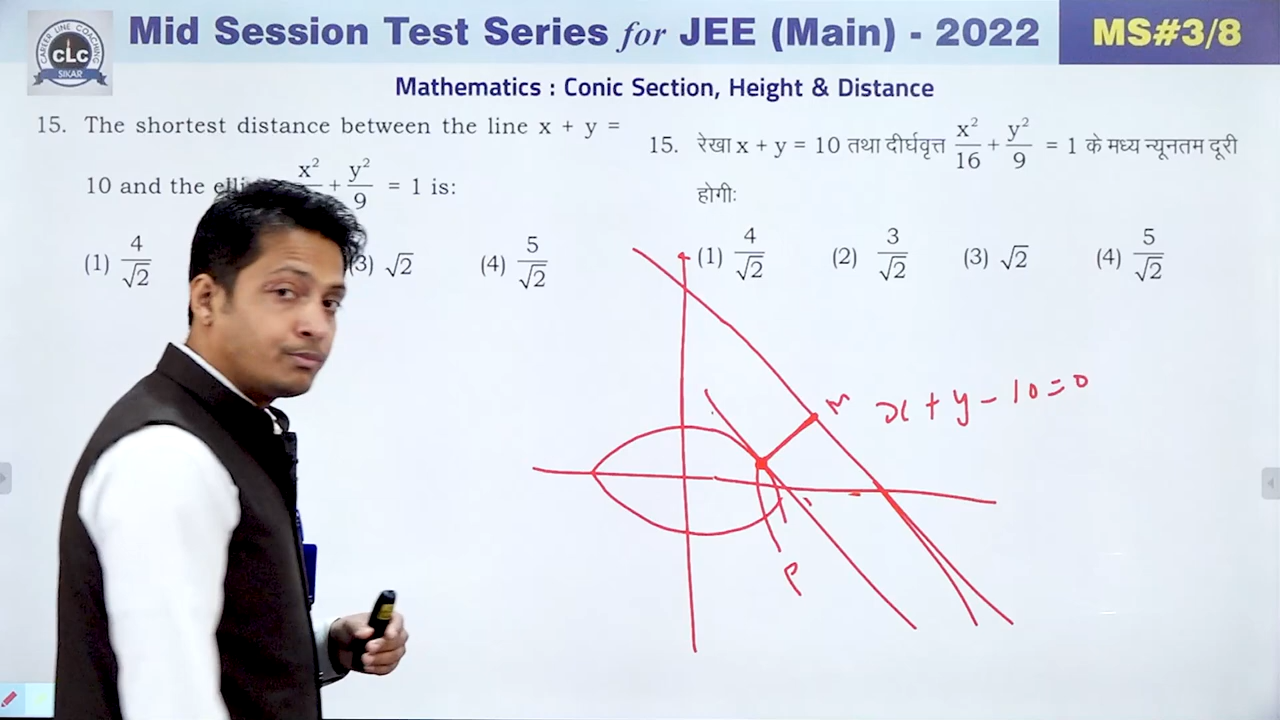 CAREER LINE COACHING
CLC
SIKAR
Mid Session Test Series for JEE (Main) - 2022
MS#3/8
Mathematics : Conic Section, Height & Distance
15. The shortest distance between the line x + y =
10 and the x²/ + y²/9 = 1 is:
(1) 4/√2 (3) √2 (4) 5/√2
15. रेखा x + y = 10 तथा दीर्घवृत्त x²/16 + y²/9 = 1 के मध्य न्यूनतम दूरी
होगीः
(1) 4/√2 (2) 3/√2 (3) √2 (4) 5/√2
M
x + y - 10 = 0
P